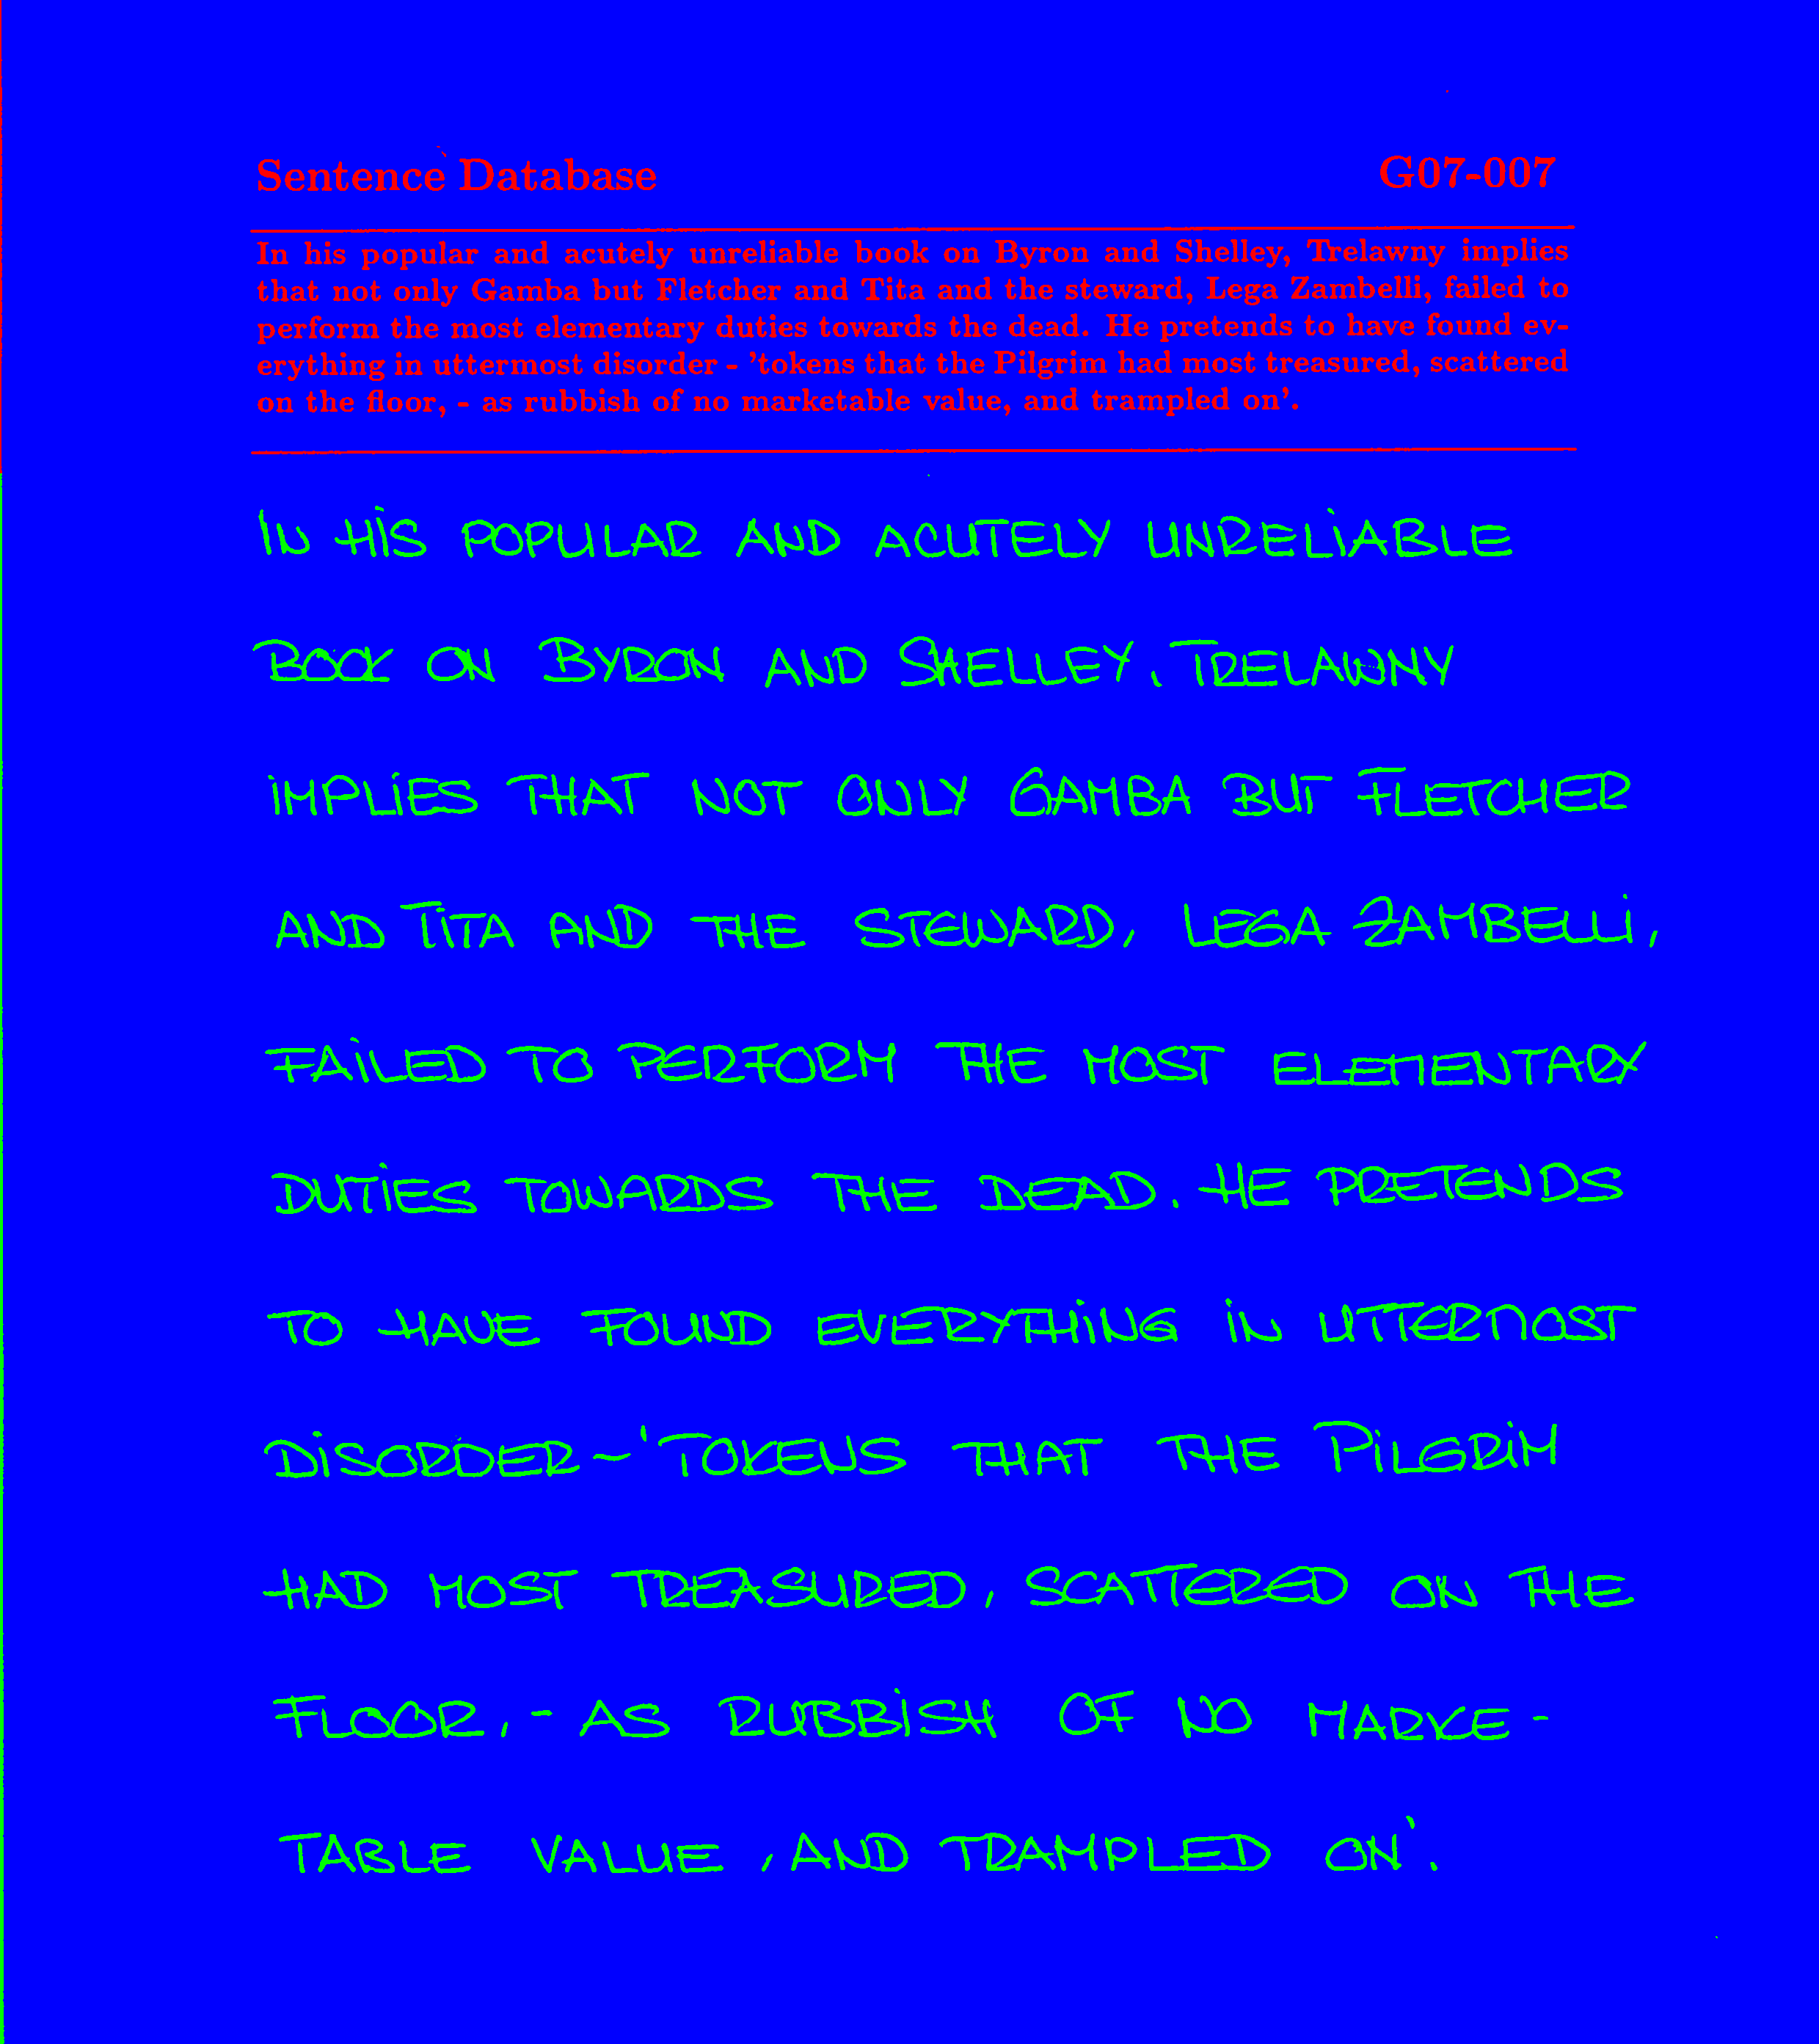 Sentence Database G07-007
In his popular and acutely unreliable book on Byron and Shelley, Trelawny implies
that not only Gamba but Fletcher and Tita and the steward, Lega Zambelli, failed to
perform the most elementary duties towards the dead. He pretends to have found ev-
erything in uttermost disorder - 'tokens that the Pilgrim had most treasured, scattered
on the floor, - as rubbish of no marketable value, and trampled on'.
IN HIS POPULAR AND ACUTELY UNRELIABLE
BOOK ON BYRON AND SHELLEY, TRELAWNY
IMPLIES THAT NOT ONLY GAMBA BUT FLETCHER
AND TITA AND THE STEWARD, LEGA ZAMBELLI,
FAILED TO PERFORM THE MOST ELEMENTARY
DUTIES TOWARDS THE DEAD. HE PRETENDS
TO HAVE FOUND EVERYTHING IN UTTERMOST
DISORDER - 'TOKENS THAT THE PILGRIM
HAD MOST TREASURED, SCATTERED ON THE
FLOOR, - AS RUBBISH OF NO MARKE -
TABLE VALUE, AND TRAMPLED ON'.